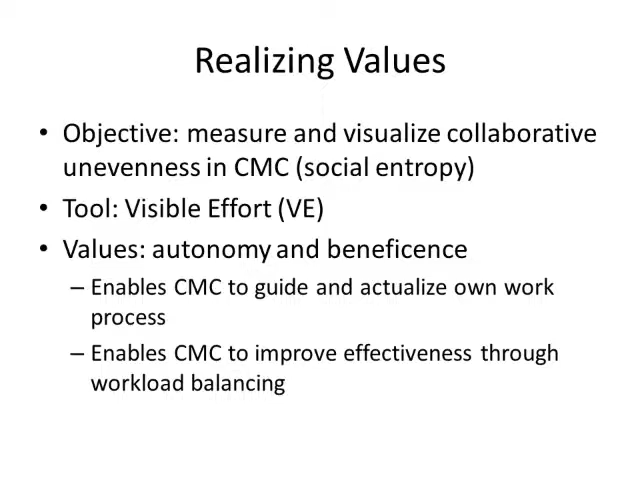 Realizing Values
• Objective: measure and visualize collaborative
unevenness in CMC (social entropy)
• Tool: Visible Effort (VE)
• Values: autonomy and beneficence
– Enables CMC to guide and actualize own work
process
– Enables CMC to improve effectiveness through
workload balancing